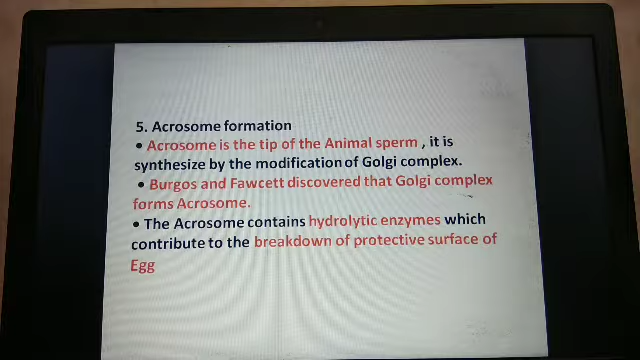 5. Acrosome formation
• Acrosome is the tip of the Animal sperm , it is
synthesize by the modification of Golgi complex.
• Burgos and Fawcett discovered that Golgi complex
forms Acrosome.
• The Acrosome contains hydrolytic enzymes which
contribute to the breakdown of protective surface of
Egg